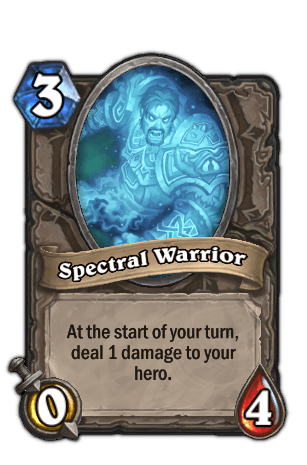 3
Spectral Warrior
At the start of your turn,
deal 1 damage to your
hero.
0
4